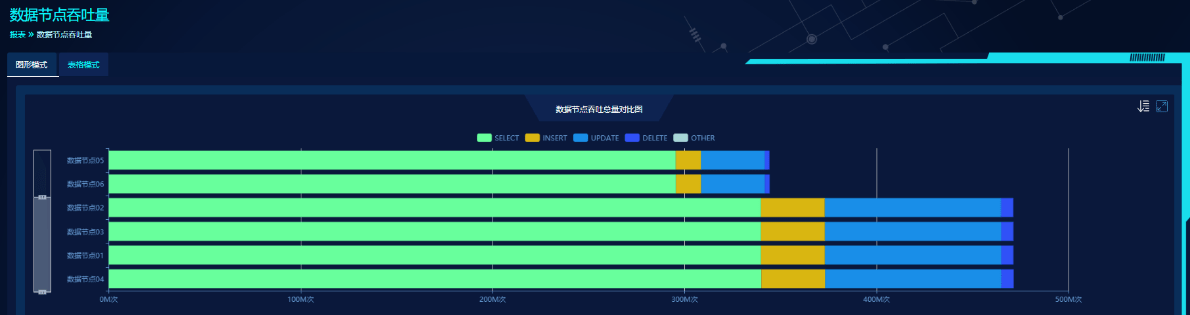 数据节点吞吐量
报表 » 数据节点吞吐量
图形模式 表格模式
数据节点吞吐总量对比图
SELECT INSERT UPDATE DELETE OTHER
数据节点05
数据节点06
数据节点02
数据节点03
数据节点01
数据节点04
0M次 100M次 200M次 300M次 400M次 500M次